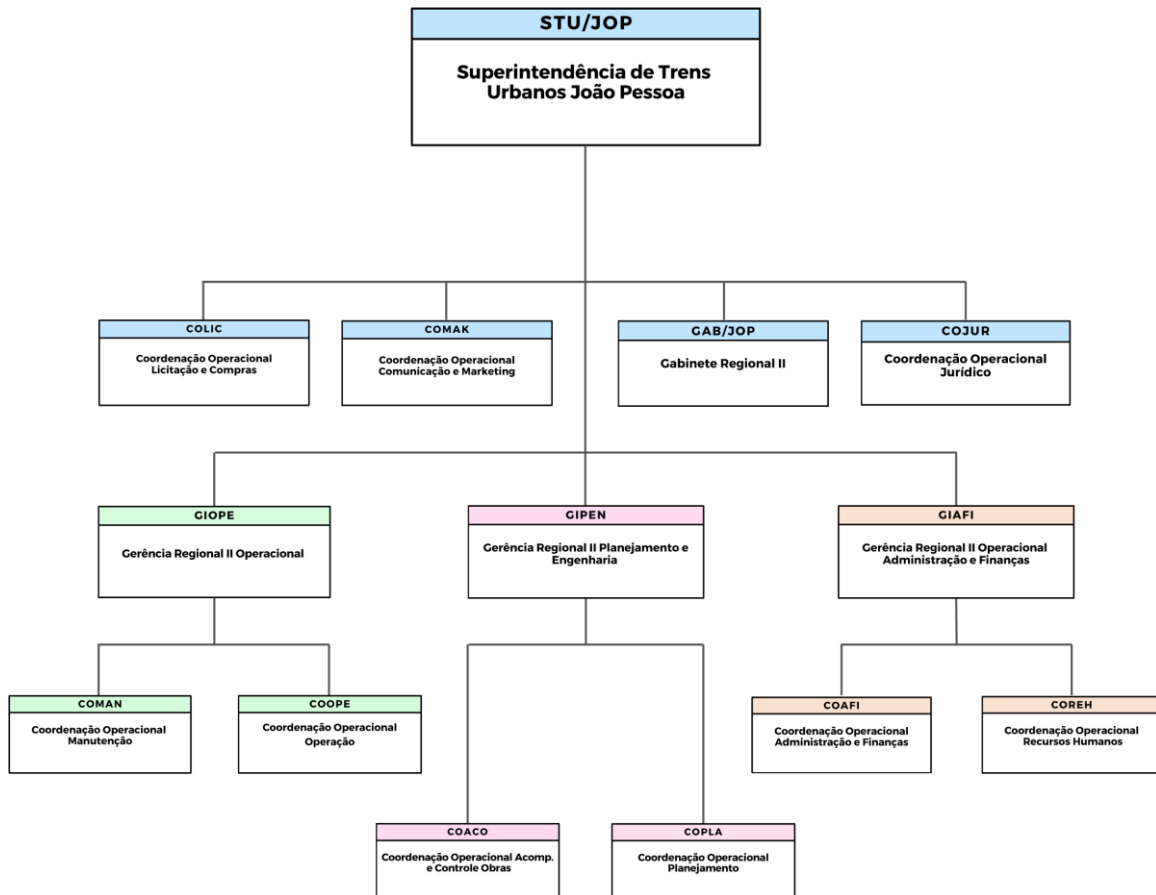 STU/JOP
Superintendência de Trens
Urbanos João Pessoa
COLIC
Coordenação Operacional
Licitação e Compras
COMAK
Coordenação Operacional
Comunicação e Marketing
GAB/JOP
Gabinete Regional II
COJUR
Coordenação Operacional
Jurídico
GIOPE
Gerência Regional II Operacional
GIPEN
Gerência Regional II Planejamento e
Engenharia
GIAFI
Gerência Regional II Operacional
Administração e Finanças
COMAN
Coordenação Operacional
Manutenção
COOPE
Coordenação Operacional
Operação
COAFI
Coordenação Operacional
Administração e Finanças
COREH
Coordenação Operacional
Recursos Humanos
COACO
Coordenação Operacional Acomp.
e Controle Obras
COPLA
Coordenação Operacional
Planejamento